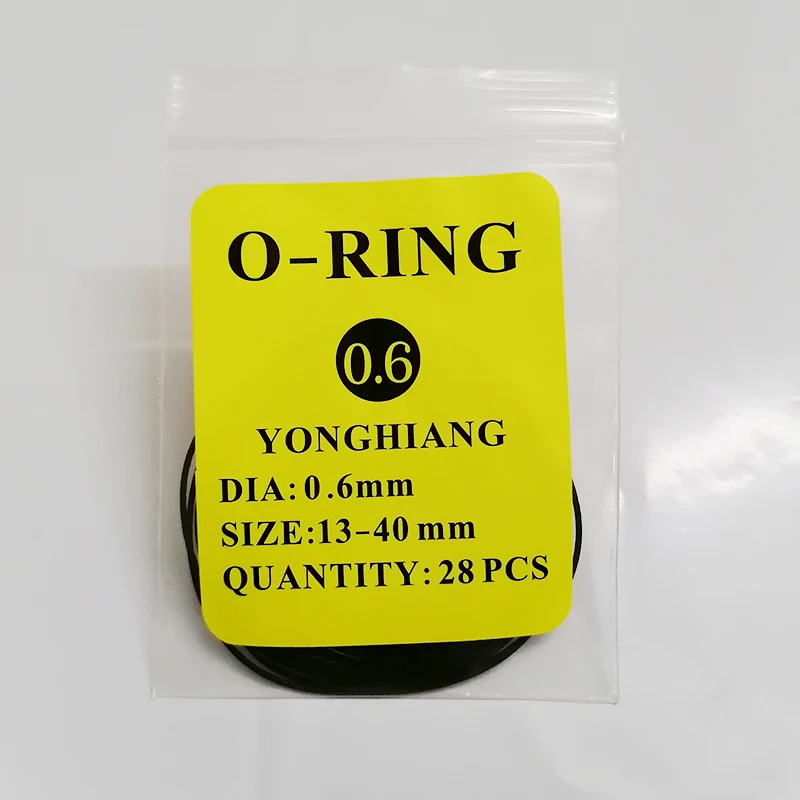 O-RING
0.6
YONGHIANG
DIA: 0.6mm
SIZE:13-40 mm
QUANTITY: 28 PCS